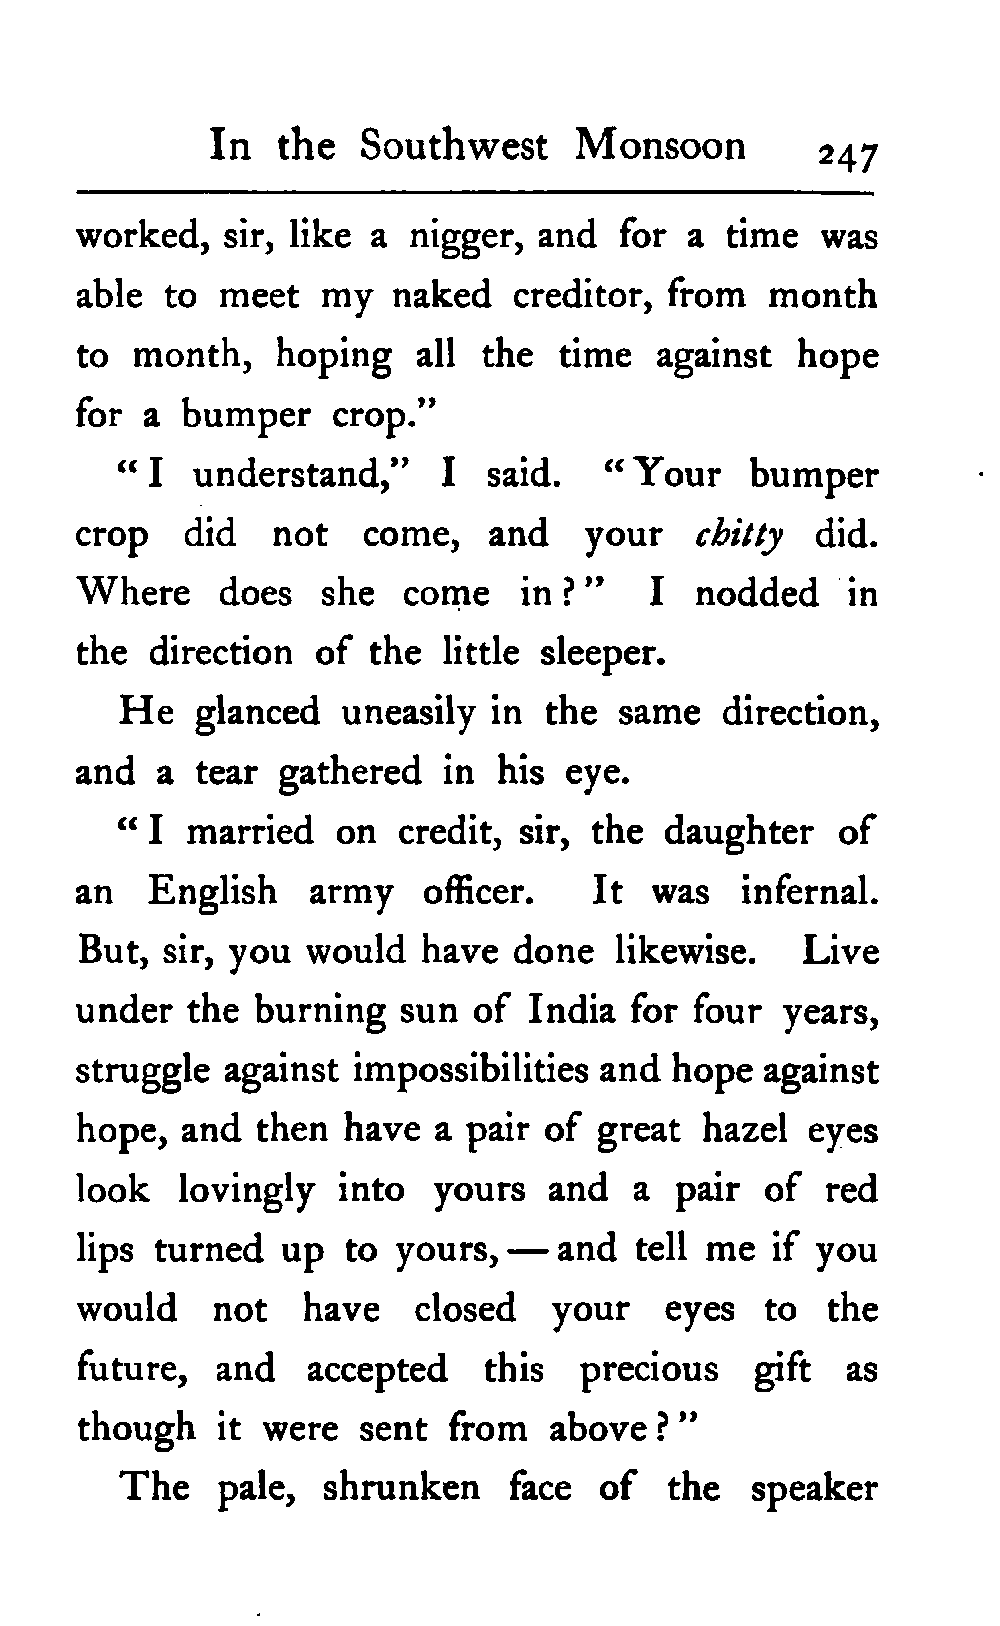 In the Southwest Monsoon 247
worked, sir, like a nigger, and for a time was
able to meet my naked creditor, from month
to month, hoping all the time against hope
for a bumper crop."
"I understand," I said. "Your bumper
crop did not come, and your chitty did.
Where does she come in?" I nodded in
the direction of the little sleeper.
He glanced uneasily in the same direction,
and a tear gathered in his eye.
"I married on credit, sir, the daughter of
an English army officer. It was infernal.
But, sir, you would have done likewise. Live
under the burning sun of India for four years,
struggle against impossibilities and hope against
hope, and then have a pair of great hazel eyes
look lovingly into yours and a pair of red
lips turned up to yours, — and tell me if you
would not have closed your eyes to the
future, and accepted this precious gift as
though it were sent from above?"
The pale, shrunken face of the speaker